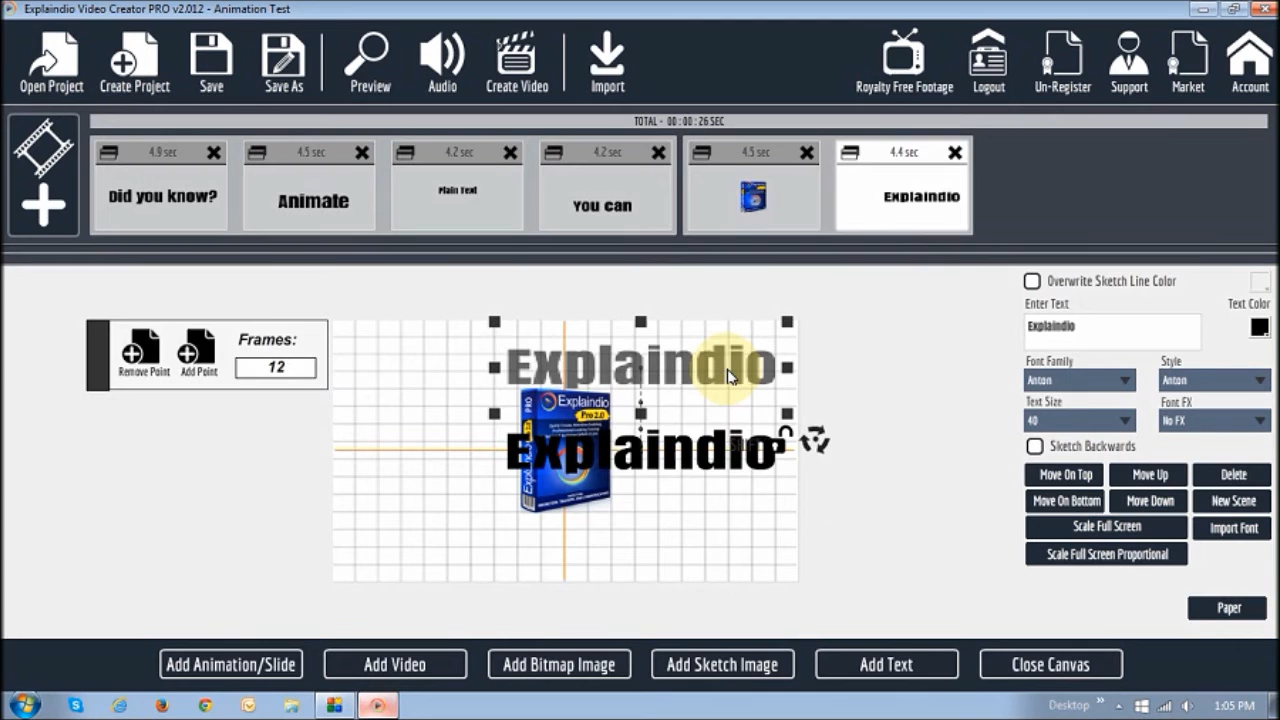 Explaindio Video Creator PRO v2.012 - Animation Test
Open Project
Create Project
Save
Save As
Preview
Audio
Create Video
Import
Royalty Free Footage
Logout
Un-Register
Support
Market
Account
TOTAL - 00:00:26 SEC
4.9 sec
4.5 sec
4.2 sec
4.2 sec
4.5 sec
4.4 sec
Did you know?
Animate
Plain Text
You can
Explaindio
Overwrite Sketch Line Color
Enter Text
Text Color
Explaindio
Remove Point
Add Point
Frames:
12
Explaindio
PRO
Explaindio
Pro 2.0
Explaindio
Font Family
Style
Anton
Anton
Text Size
Font FX
40
No FX
Sketch Backwards
Move On Top
Move Up
Delete
Move On Bottom
Move Down
New Scene
Scale Full Screen
Import Font
Scale Full Screen Proportional
Paper
Add Animation/Slide
Add Video
Add Bitmap Image
Add Sketch Image
Add Text
Close Canvas
Desktop
1:05 PM